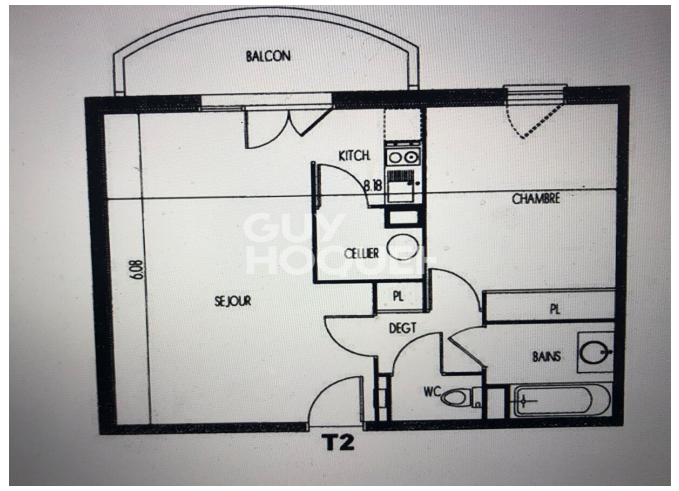 BALCON
KITCH.
8.18
CHAMBRE
GUY
HOQUET
CELLIER
6.08
SEJOUR
PL
PL
DEGT
BAINS
WC
T2